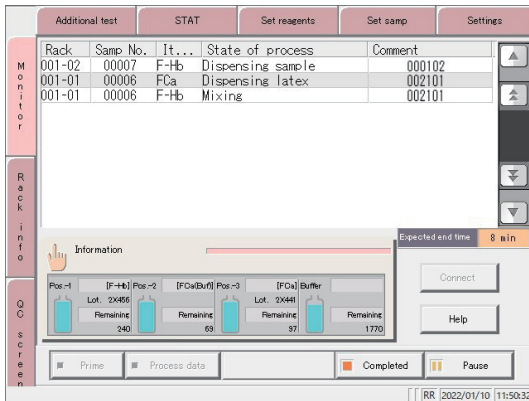 Additional test STAT Set reagents Set samp Settings
Monitor
Rack info
QC screen
Rack Samp No. It... State of process Comment
001-02 00007 F-Hb Dispensing sample 000102
001-01 00006 FCa Dispensing latex 002101
001-01 00006 F-Hb Mixing 002101
Expected end time 8 min
Information
Pos.-1 [F-Hb] Pos.-2 [FCa(Buf)] Pos.-3 [FCa] Buffer
Lot. 2X456 Lot. 2X441
Remaining Remaining Remaining Remaining
240 69 97 1770
Connect
Help
Prime Process data Completed Pause
RR 2022/01/10 11:50:32